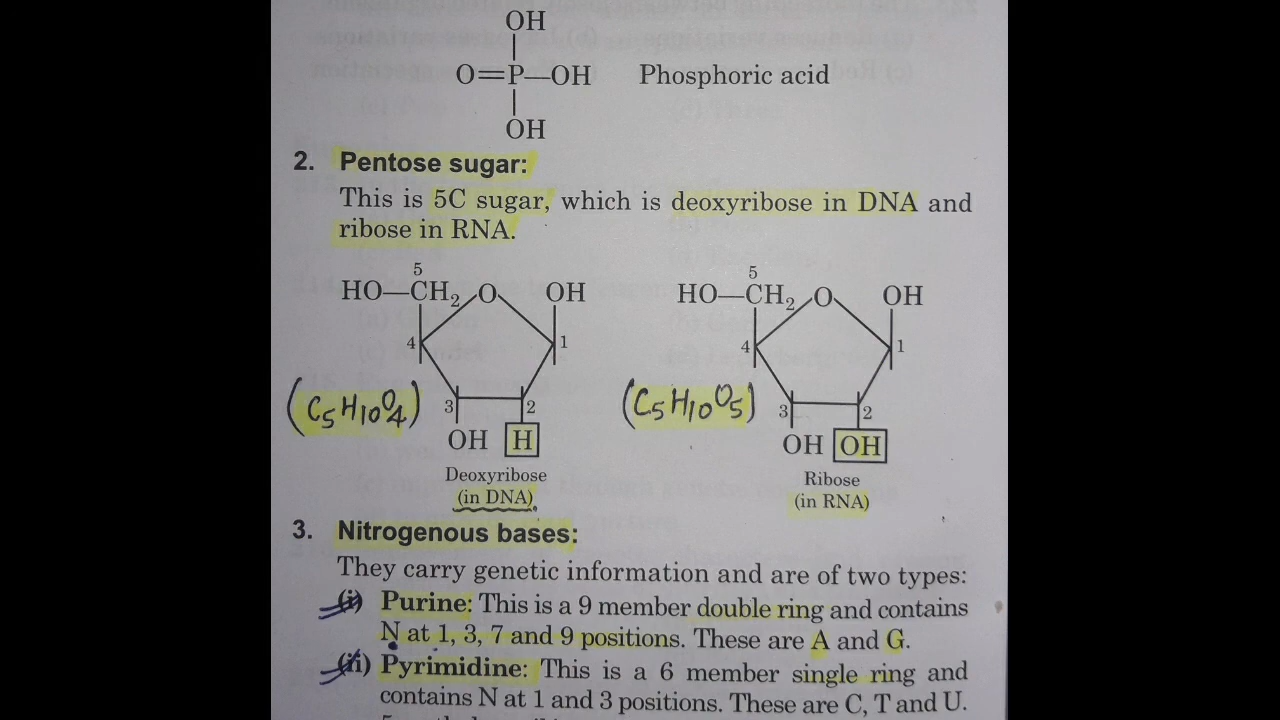 OH
O=P—OH Phosphoric acid
OH
2. Pentose sugar:
This is 5C sugar, which is deoxyribose in DNA and
ribose in RNA.
5 5
HO—CH2 O OH HO—CH2 O OH
4 1 4 1
(C5H10O4) 3 2 (C5H10O5) 3 2
OH H OH OH
Deoxyribose Ribose
(in DNA) (in RNA)
3. Nitrogenous bases:
They carry genetic information and are of two types:
(i) Purine: This is a 9 member double ring and contains
N at 1, 3, 7 and 9 positions. These are A and G.
(ii) Pyrimidine: This is a 6 member single ring and
contains N at 1 and 3 positions. These are C, T and U.